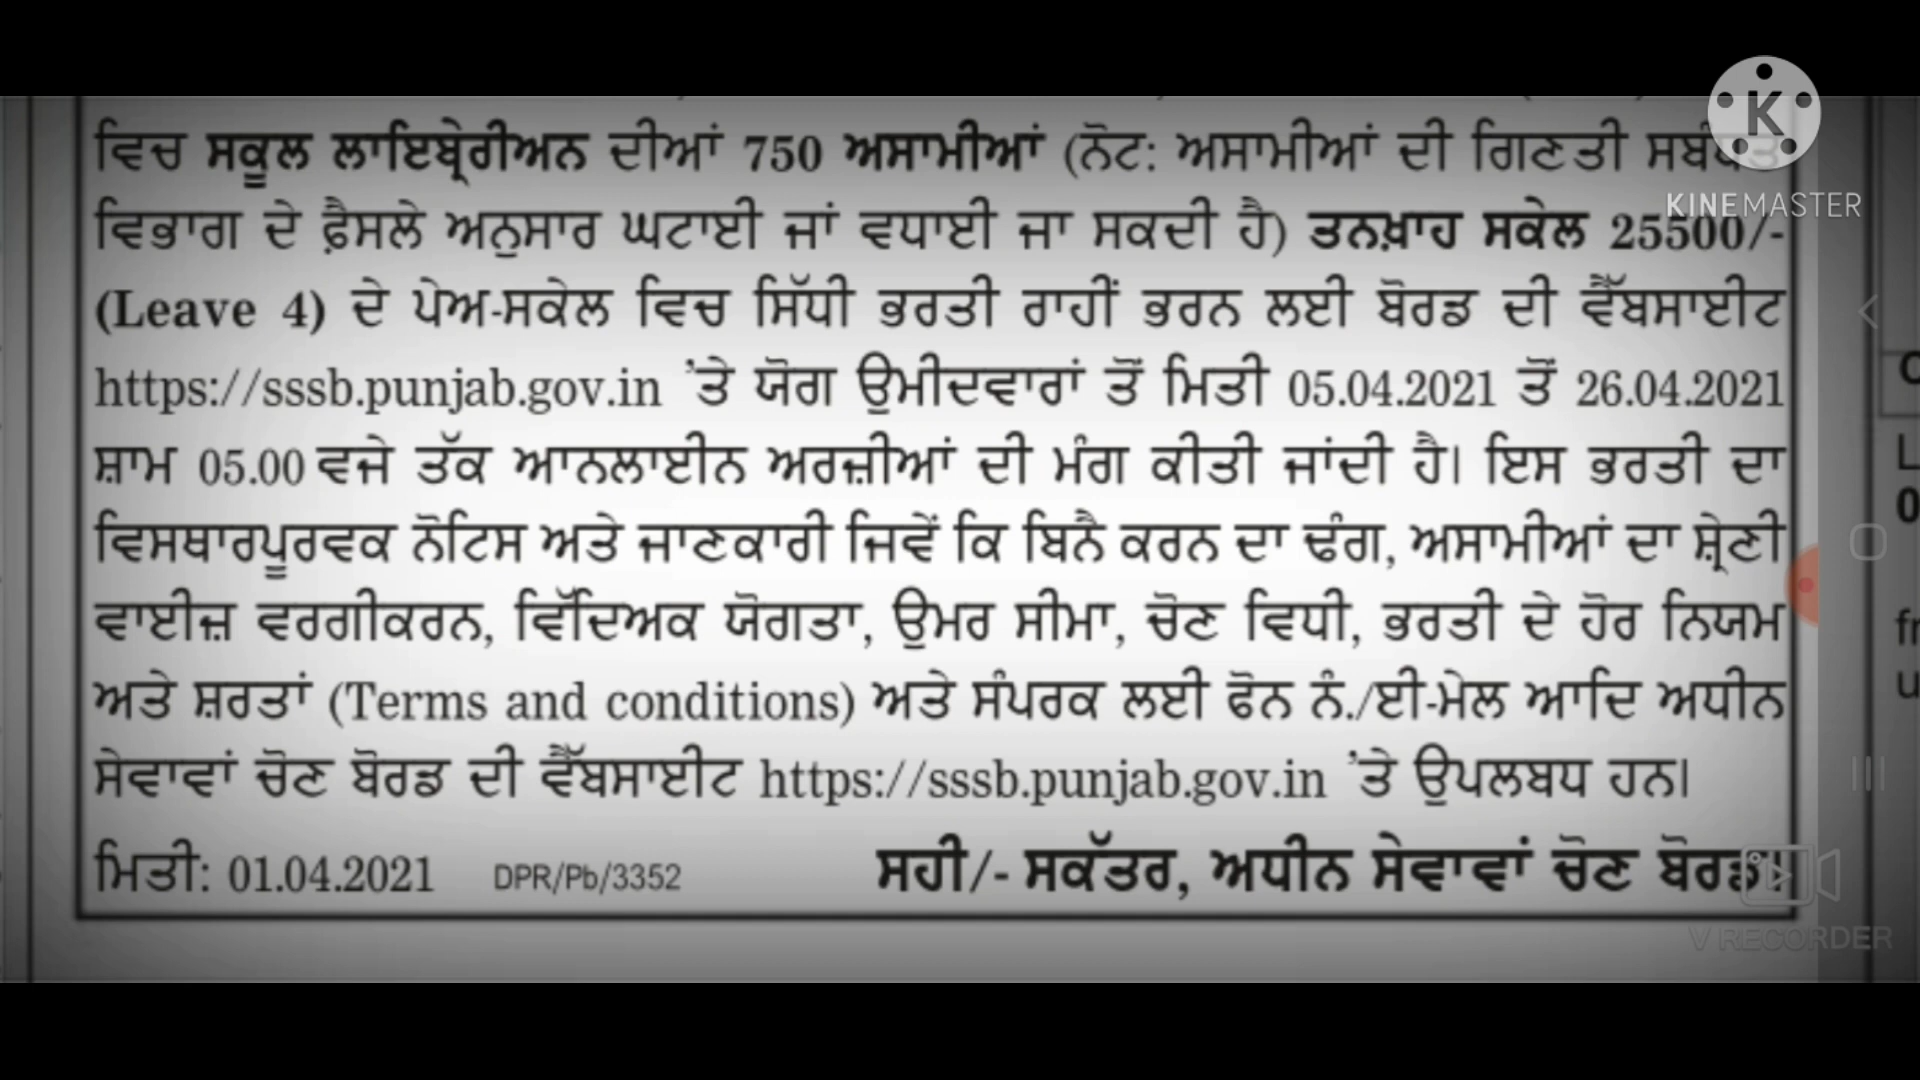 ਵਿਚ ਸਕੂਲ ਲਾਇਬ੍ਰੇਰੀਅਨ ਦੀਆਂ 750 ਅਸਾਮੀਆਂ (ਨੋਟ: ਅਸਾਮੀਆਂ ਦੀ ਗਿਣਤੀ
ਵਿਭਾਗ ਦੇ ਫ਼ੈਸਲੇ ਅਨੁਸਾਰ ਘਟਾਈ ਜਾਂ ਵਧਾਈ ਜਾ ਸਕਦੀ ਹੈ) ਤਨਖ਼ਾਹ ਸਕੇਲ 25500/-
(Leave 4) ਦੇ ਪੇਅ-ਸਕੇਲ ਵਿਚ ਸਿੱਧੀ ਭਰਤੀ ਰਾਹੀਂ ਭਰਨ ਲਈ ਬੋਰਡ ਦੀ ਵੈੱਬਸਾਈਟ
https://sssb.punjab.gov.in 'ਤੇ ਯੋਗ ਉਮੀਦਵਾਰਾਂ ਤੋਂ ਮਿਤੀ 05.04.2021 ਤੋਂ 26.04.2021
ਸ਼ਾਮ 05.00 ਵਜੇ ਤੱਕ ਆਨਲਾਈਨ ਅਰਜ਼ੀਆਂ ਦੀ ਮੰਗ ਕੀਤੀ ਜਾਂਦੀ ਹੈ। ਇਸ ਭਰਤੀ ਦਾ
ਵਿਸਥਾਰਪੂਰਵਕ ਨੋਟਿਸ ਅਤੇ ਜਾਣਕਾਰੀ ਜਿਵੇਂ ਕਿ ਬਿਨੈ ਕਰਨ ਦਾ ਢੰਗ, ਅਸਾਮੀਆਂ ਦਾ ਸ਼੍ਰੇਣੀ
ਵਾਈਜ਼ ਵਰਗੀਕਰਨ, ਵਿੱਦਿਅਕ ਯੋਗਤਾ, ਉਮਰ ਸੀਮਾ, ਚੋਣ ਵਿਧੀ, ਭਰਤੀ ਦੇ ਹੋਰ ਨਿਯਮ
ਅਤੇ ਸ਼ਰਤਾਂ (Terms and conditions) ਅਤੇ ਸੰਪਰਕ ਲਈ ਫੋਨ ਨੰ./ਈ-ਮੇਲ ਆਦਿ ਅਧੀਨ
ਸੇਵਾਵਾਂ ਚੋਣ ਬੋਰਡ ਦੀ ਵੈੱਬਸਾਈਟ https://sssb.punjab.gov.in 'ਤੇ ਉਪਲਬਧ ਹਨ।
ਮਿਤੀ: 01.04.2021 DPR/Pb/3352 ਸਹੀ/- ਸਕੱਤਰ, ਅਧੀਨ ਸੇਵਾਵਾਂ ਚੋਣ ਬੋਰਡ।
K
KINEMASTER
V RECORDER